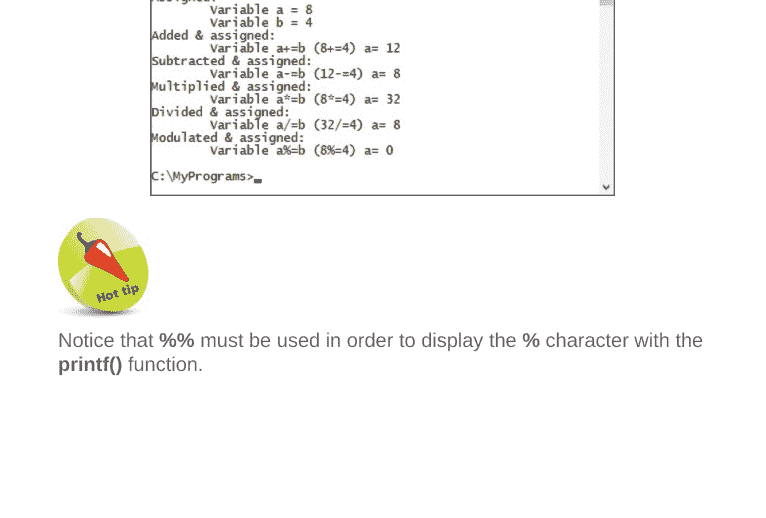 Assigned:
Variable a = 8
Variable b = 4
Added & assigned:
Variable a+=b (8+=4) a= 12
Subtracted & assigned:
Variable a-=b (12-=4) a= 8
Multiplied & assigned:
Variable a*=b (8*=4) a= 32
Divided & assigned:
Variable a/=b (32/=4) a= 8
Modulated & assigned:
Variable a%=b (8%=4) a= 0
C:\MyPrograms>
Hot tip
Notice that %% must be used in order to display the % character with the
printf() function.